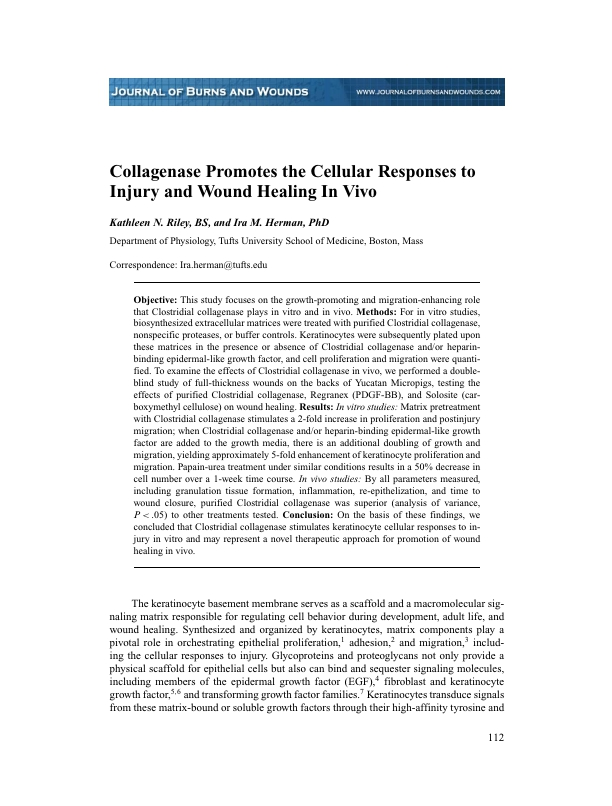 JOURNAL OF BURNS AND WOUNDS WWW.JOURNALOFBURNSANDWOUNDS.COM
Collagenase Promotes the Cellular Responses to
Injury and Wound Healing In Vivo
Kathleen N. Riley, BS, and Ira M. Herman, PhD
Department of Physiology, Tufts University School of Medicine, Boston, Mass
Correspondence: Ira.herman@tufts.edu
Objective: This study focuses on the growth-promoting and migration-enhancing role
that Clostridial collagenase plays in vitro and in vivo. Methods: For in vitro studies,
biosynthesized extracellular matrices were treated with purified Clostridial collagenase,
nonspecific proteases, or buffer controls. Keratinocytes were subsequently plated upon
these matrices in the presence or absence of Clostridial collagenase and/or heparin-
binding epidermal-like growth factor, and cell proliferation and migration were quanti-
fied. To examine the effects of Clostridial collagenase in vivo, we performed a double-
blind study of full-thickness wounds on the backs of Yucatan Micropigs, testing the
effects of purified Clostridial collagenase, Regranex (PDGF-BB), and Solosite (car-
boxymethyl cellulose) on wound healing. Results: In vitro studies: Matrix pretreatment
with Clostridial collagenase stimulates a 2-fold increase in proliferation and postinjury
migration; when Clostridial collagenase and/or heparin-binding epidermal-like growth
factor are added to the growth media, there is an additional doubling of growth and
migration, yielding approximately 5-fold enhancement of keratinocyte proliferation and
migration. Papain-urea treatment under similar conditions results in a 50% decrease in
cell number over a 1-week time course. In vivo studies: By all parameters measured,
including granulation tissue formation, inflammation, re-epithelization, and time to
wound closure, purified Clostridial collagenase was superior (analysis of variance,
P < .05) to other treatments tested. Conclusion: On the basis of these findings, we
concluded that Clostridial collagenase stimulates keratinocyte cellular responses to in-
jury in vitro and may represent a novel therapeutic approach for promotion of wound
healing in vivo.
The keratinocyte basement membrane serves as a scaffold and a macromolecular sig-
naling matrix responsible for regulating cell behavior during development, adult life, and
wound healing. Synthesized and organized by keratinocytes, matrix components play a
pivotal role in orchestrating epithelial proliferation,1 adhesion,2 and migration,3 includ-
ing the cellular responses to injury. Glycoproteins and proteoglycans not only provide a
physical scaffold for epithelial cells but also can bind and sequester signaling molecules,
including members of the epidermal growth factor (EGF),4 fibroblast and keratinocyte
growth factor,5,6 and transforming growth factor families.7 Keratinocytes transduce signals
from these matrix-bound or soluble growth factors through their high-affinity tyrosine and
112